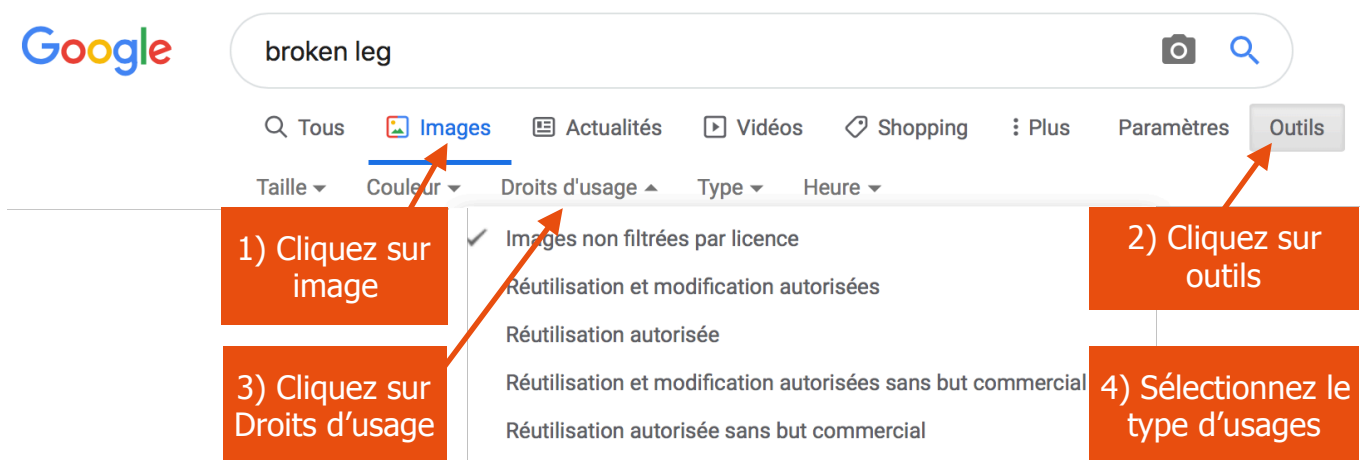 Google
broken leg
Tous Images Actualités Vidéos Shopping Plus Paramètres Outils
Taille Couleur Droits d'usage Type Heure
1) Cliquez sur
image
Images non filtrées par licence
Réutilisation et modification autorisées
Réutilisation autorisée
Réutilisation et modification autorisées sans but commercial
Réutilisation autorisée sans but commercial
2) Cliquez sur
outils
3) Cliquez sur
Droits d’usage
4) Sélectionnez le
type d’usages